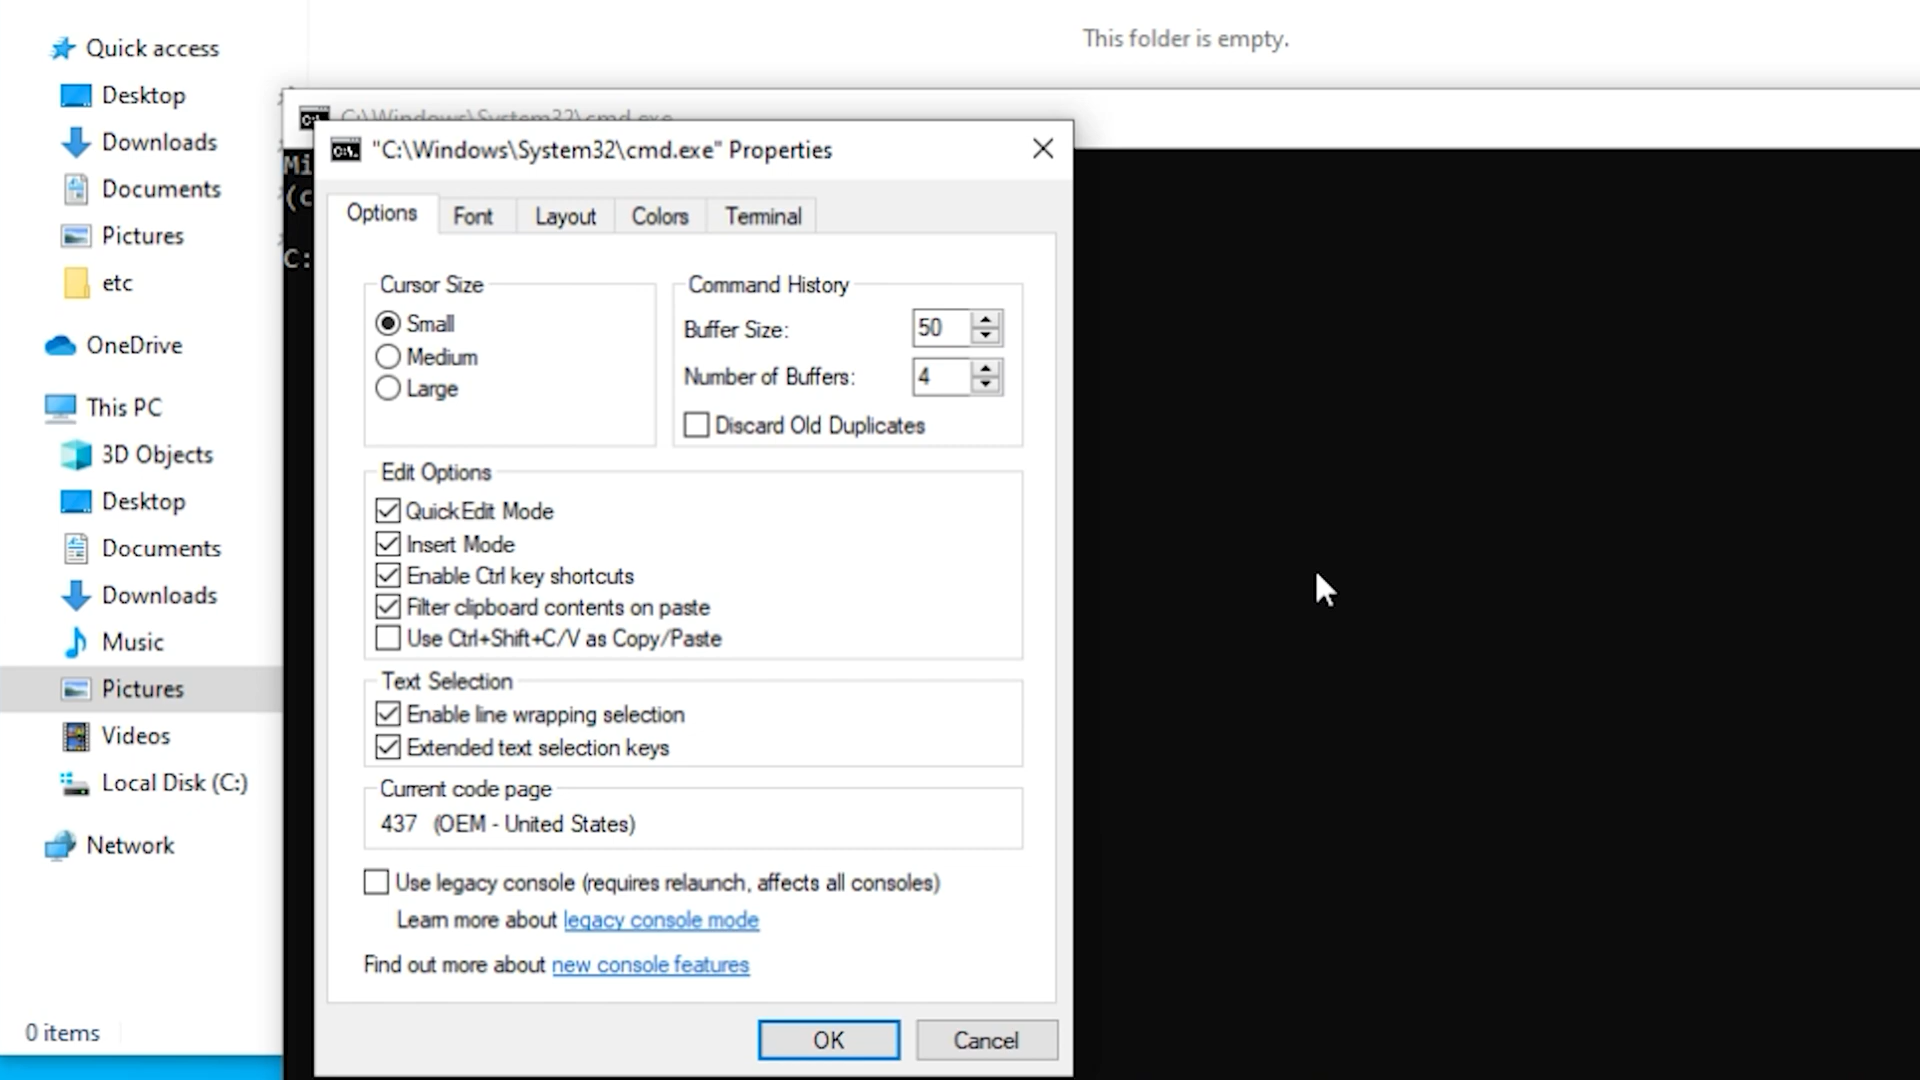 Quick access
Desktop
Downloads
Documents
Pictures
etc
OneDrive
This PC
3D Objects
Desktop
Documents
Downloads
Music
Pictures
Videos
Local Disk (C:)
Network
0 items
This folder is empty.
C:\Windows\System32\cmd.exe
Mi
(c
C:
"C:\Windows\System32\cmd.exe" Properties
Options Font Layout Colors Terminal
Cursor Size
Small
Medium
Large
Command History
Buffer Size: 50
Number of Buffers: 4
Discard Old Duplicates
Edit Options
QuickEdit Mode
Insert Mode
Enable Ctrl key shortcuts
Filter clipboard contents on paste
Use Ctrl+Shift+C/V as Copy/Paste
Text Selection
Enable line wrapping selection
Extended text selection keys
Current code page
437 (OEM - United States)
Use legacy console (requires relaunch, affects all consoles)
Learn more about legacy console mode
Find out more about new console features
OK Cancel